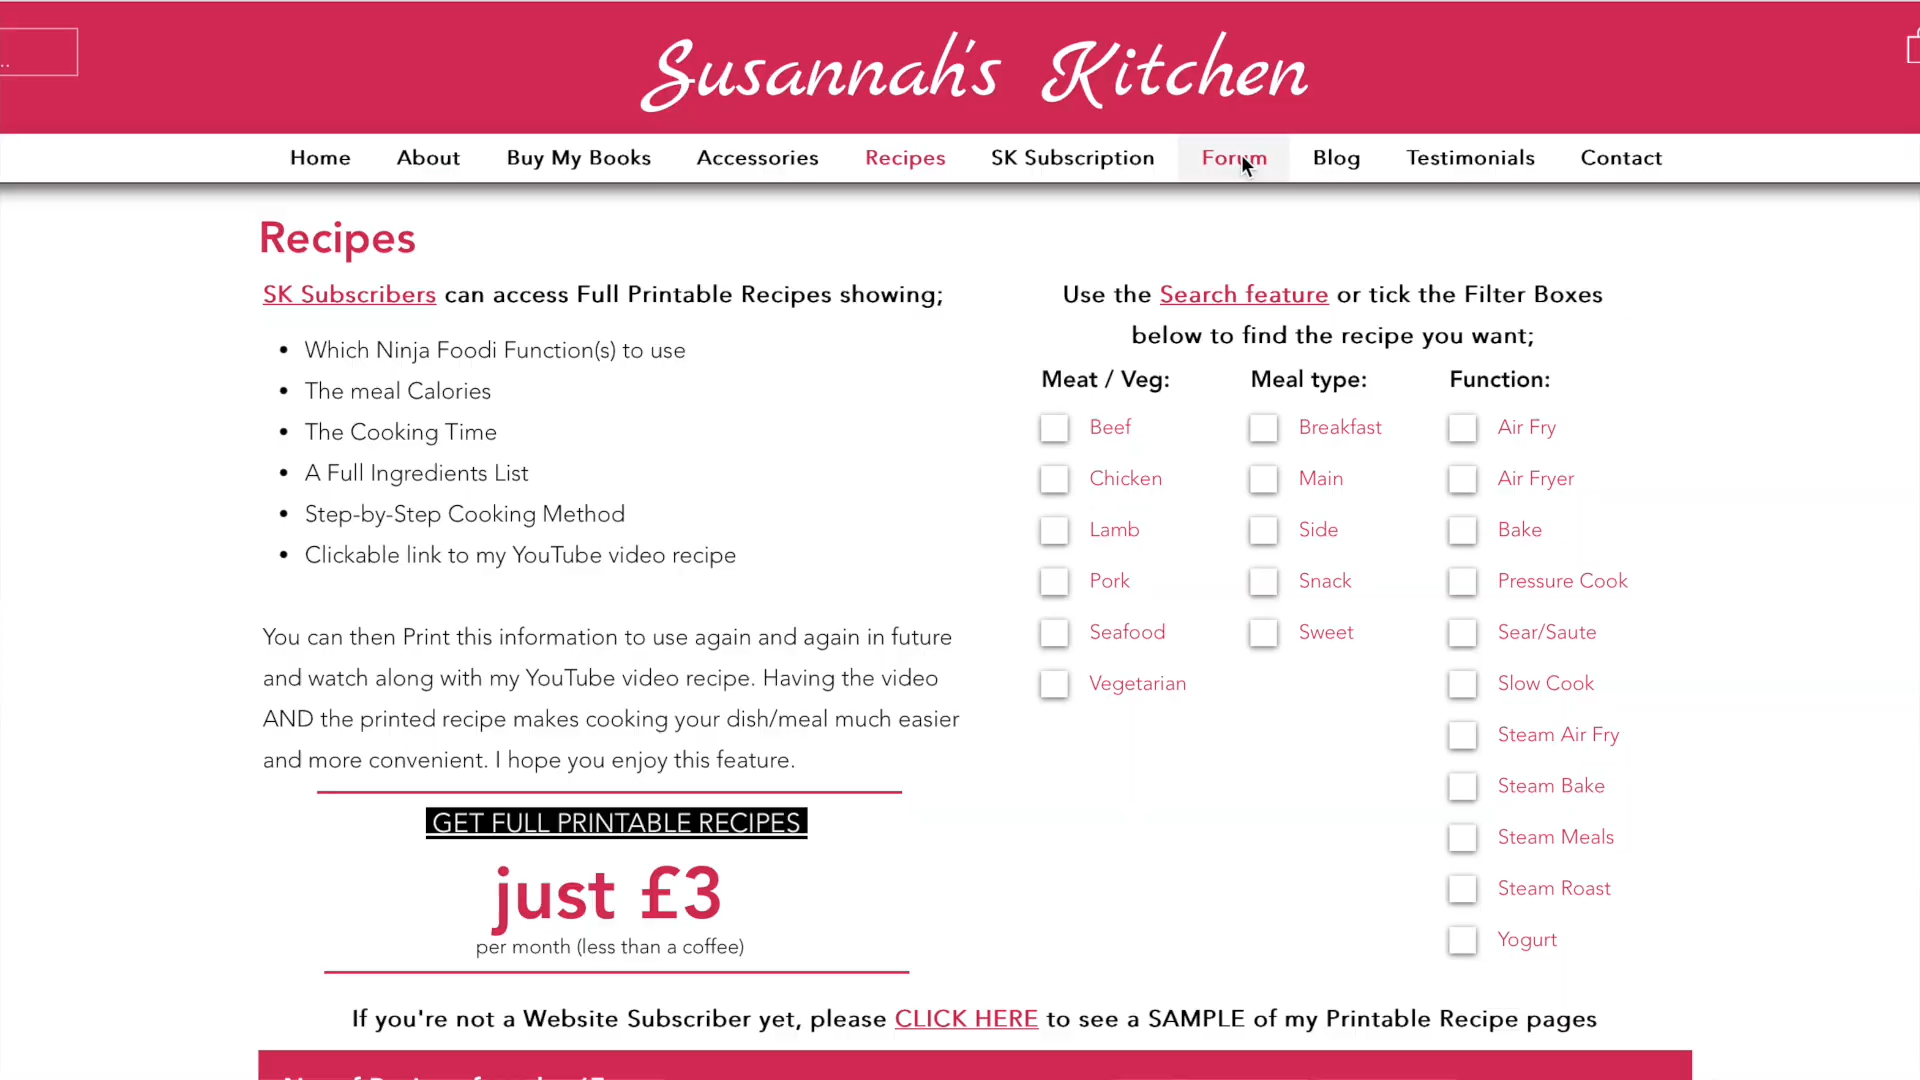 Susannah's Kitchen
Home About Buy My Books Accessories Recipes SK Subscription Forum Blog Testimonials Contact
Recipes
SK Subscribers can access Full Printable Recipes showing;
• Which Ninja Foodi Function(s) to use
• The meal Calories
• The Cooking Time
• A Full Ingredients List
• Step-by-Step Cooking Method
• Clickable link to my YouTube video recipe
You can then Print this information to use again and again in future
and watch along with my YouTube video recipe. Having the video
AND the printed recipe makes cooking your dish/meal much easier
and more convenient. I hope you enjoy this feature.
GET FULL PRINTABLE RECIPES
just £3
per month (less than a coffee)
Use the Search feature or tick the Filter Boxes
below to find the recipe you want;
Meat / Veg:
Beef
Chicken
Lamb
Pork
Seafood
Vegetarian
Meal type:
Breakfast
Main
Side
Snack
Sweet
Function:
Air Fry
Air Fryer
Bake
Pressure Cook
Sear/Saute
Slow Cook
Steam Air Fry
Steam Bake
Steam Meals
Steam Roast
Yogurt
If you're not a Website Subscriber yet, please CLICK HERE to see a SAMPLE of my Printable Recipe pages